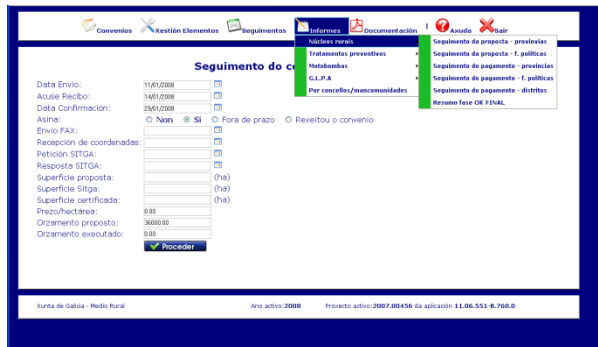 Convenios Xestión Elementos Seguimentos Informes Documentación | Axuda Sair
Núcleos rurais
Tratamentos preventivos
Motobombas
G.L.P.A
Por concellos/mancomunidades
Seguimento da proposta - provinvias
Seguimento da proposta - f. políticas
Seguimento do pagamento - provincias
Seguimento do pagamento - f. políticas
Seguimento do pagamento - distritos
Resumo fase OK FINAL
Seguimento do co
Data Envio: 11/01/2008
Acuse Recibo: 14/01/2008
Data Confirmación: 29/01/2008
Asina: Non Si Fora de prazo Rexeitou o convenio
Envio FAX:
Recepción de coordenadas:
Petición SITGA:
Resposta SITGA:
Superficie proposta: (ha)
Superficie Sitga: (ha)
Superficie certificada: (ha)
Prezo/hectárea: 0.00
Orzamento proposto: 36000.00
Orzamento executado: 0.00
Proceder
Xunta de Galicia - Medio Rural Ano activo: 2008 Proxecto activo: 2007.00456 da aplicación 11.06.551-B.760.0